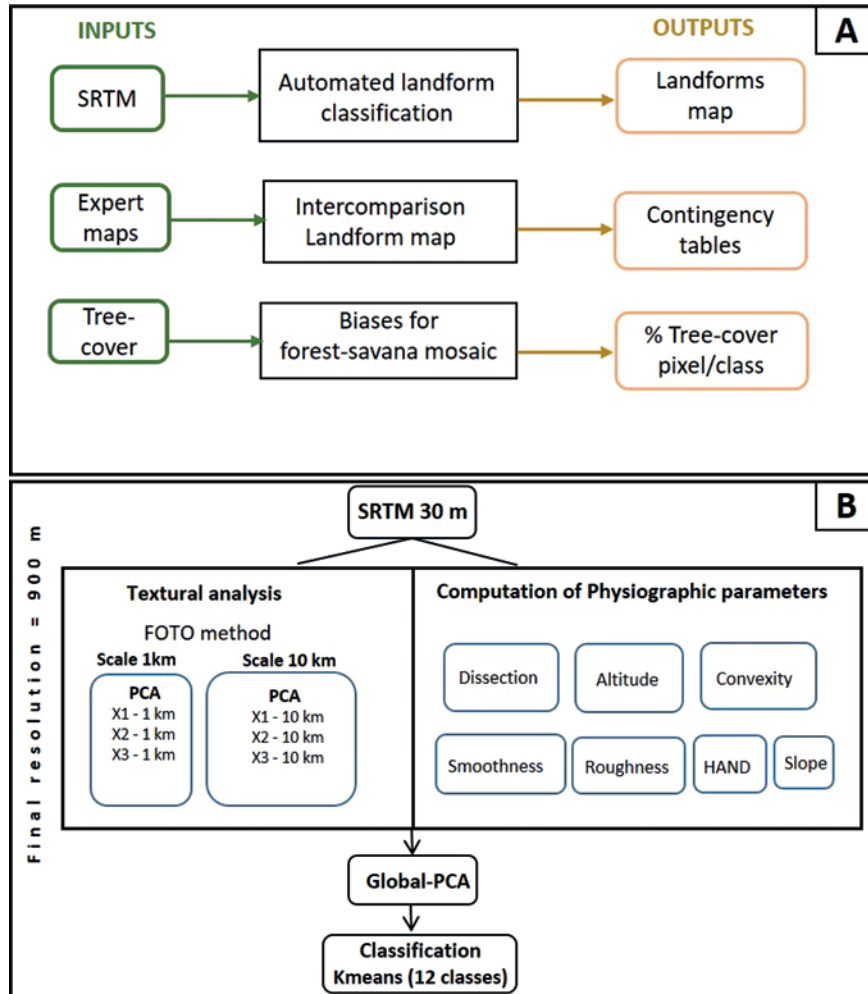 INPUTS
OUTPUTS
A
SRTM
Automated landform
classification
Landforms
map
Expert
maps
Intercomparison
Landform map
Contingency
tables
Tree-
cover
Biases for
forest-savana mosaic
% Tree-cover
pixel/class
B
SRTM 30 m
Final resolution = 900 m
Textural analysis
FOTO method
Scale 1km
Scale 10 km
PCA
X1 - 1 km
X2 - 1 km
X3 - 1 km
PCA
X1 - 10 km
X2 - 10 km
X3 - 10 km
Computation of Physiographic parameters
Dissection
Altitude
Convexity
Smoothness
Roughness
HAND
Slope
Global-PCA
Classification
Kmeans (12 classes)